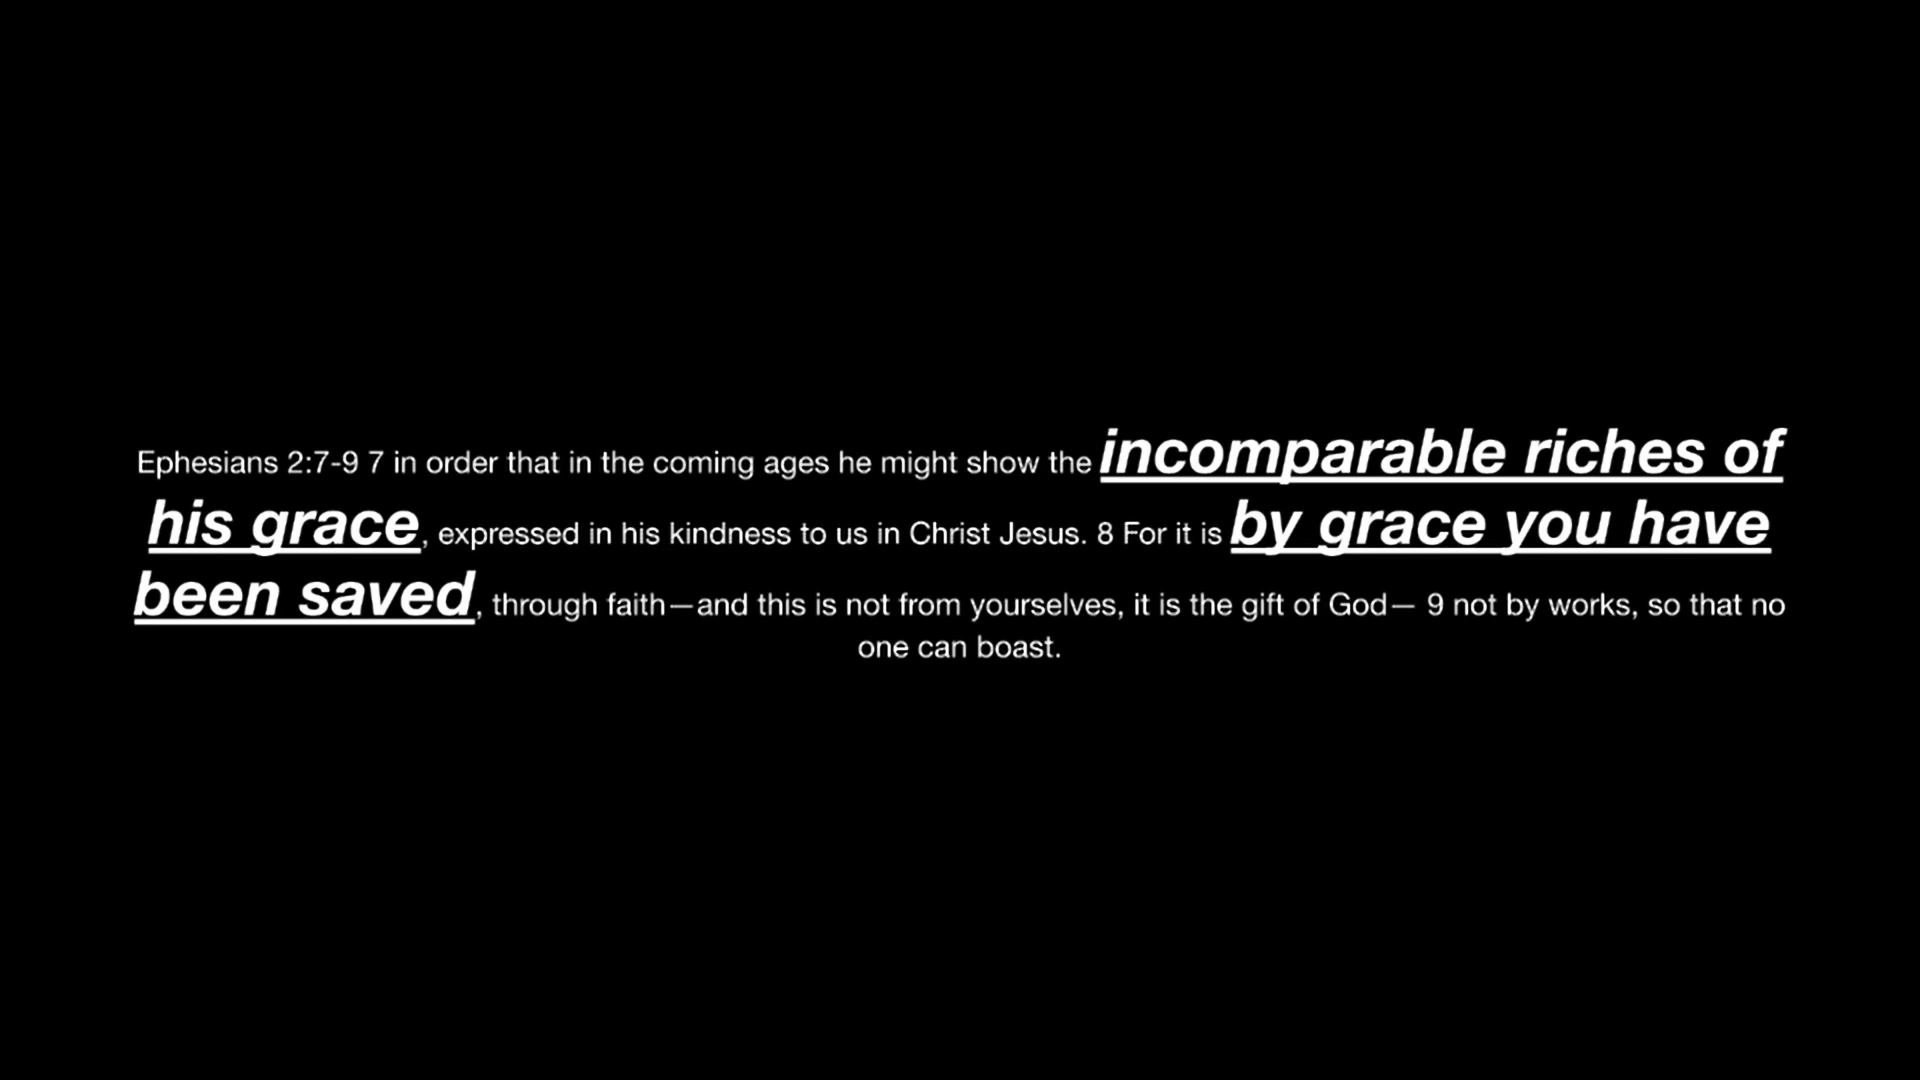 Ephesians 2:7-9 7 in order that in the coming ages he might show the incomparable riches of
his grace, expressed in his kindness to us in Christ Jesus. 8 For it is by grace you have
been saved, through faith—and this is not from yourselves, it is the gift of God— 9 not by works, so that no
one can boast.